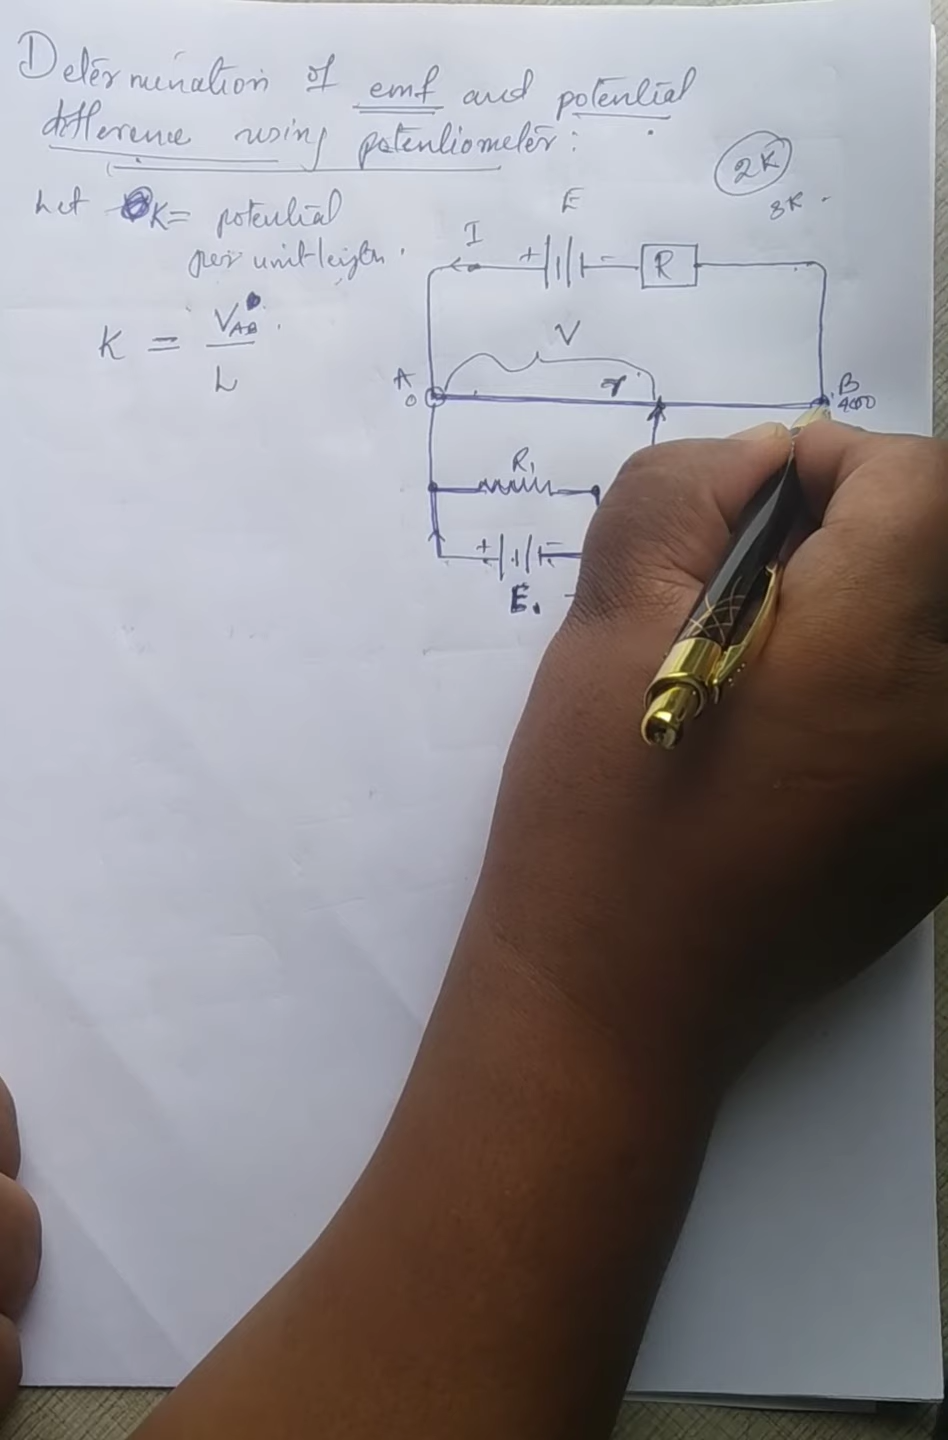 Determination of emf and potential
difference using potentiometer:
Let K = potential
per unit length.
K = VAB / L
2K
3K.
E
I
+ -
R
V
A
0
B
400
R1
+ -
E1